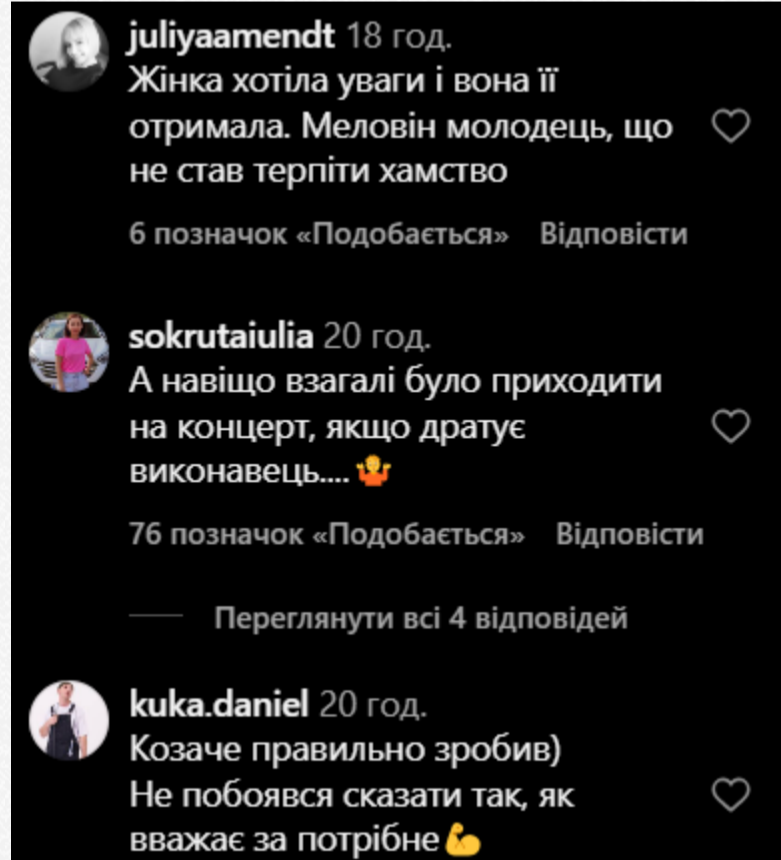 juliyaamendt 18 год.
Жінка хотіла уваги і вона її
отримала. Меловін молодець, що
не став терпіти хамство
6 позначок «Подобається» Відповісти
sokrutaiulia 20 год.
А навіщо взагалі було приходити
на концерт, якщо дратує
виконавець.... 🤷
76 позначок «Подобається» Відповісти
Переглянути всі 4 відповідей
kuka.daniel 20 год.
Козаче правильно зробив)
Не побоявся сказати так, як
вважає за потрібне💪